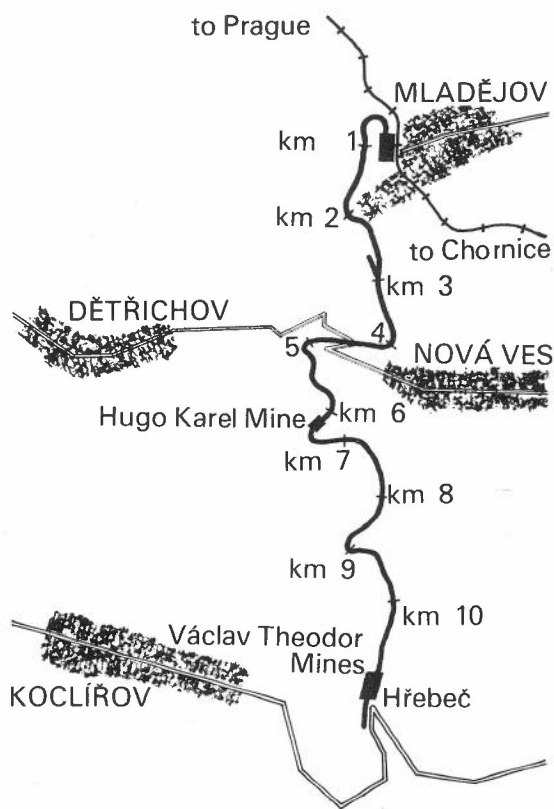 to Prague
MLADĚJOV
km 1
km 2
to Chornice
km 3
DĚTŘICHOV
4
5
NOVÁ VES
Hugo Karel Mine
km 6
km 7
km 8
km 9
km 10
Václav Theodor
Mines
Hřebeč
KOCLÍŘOV